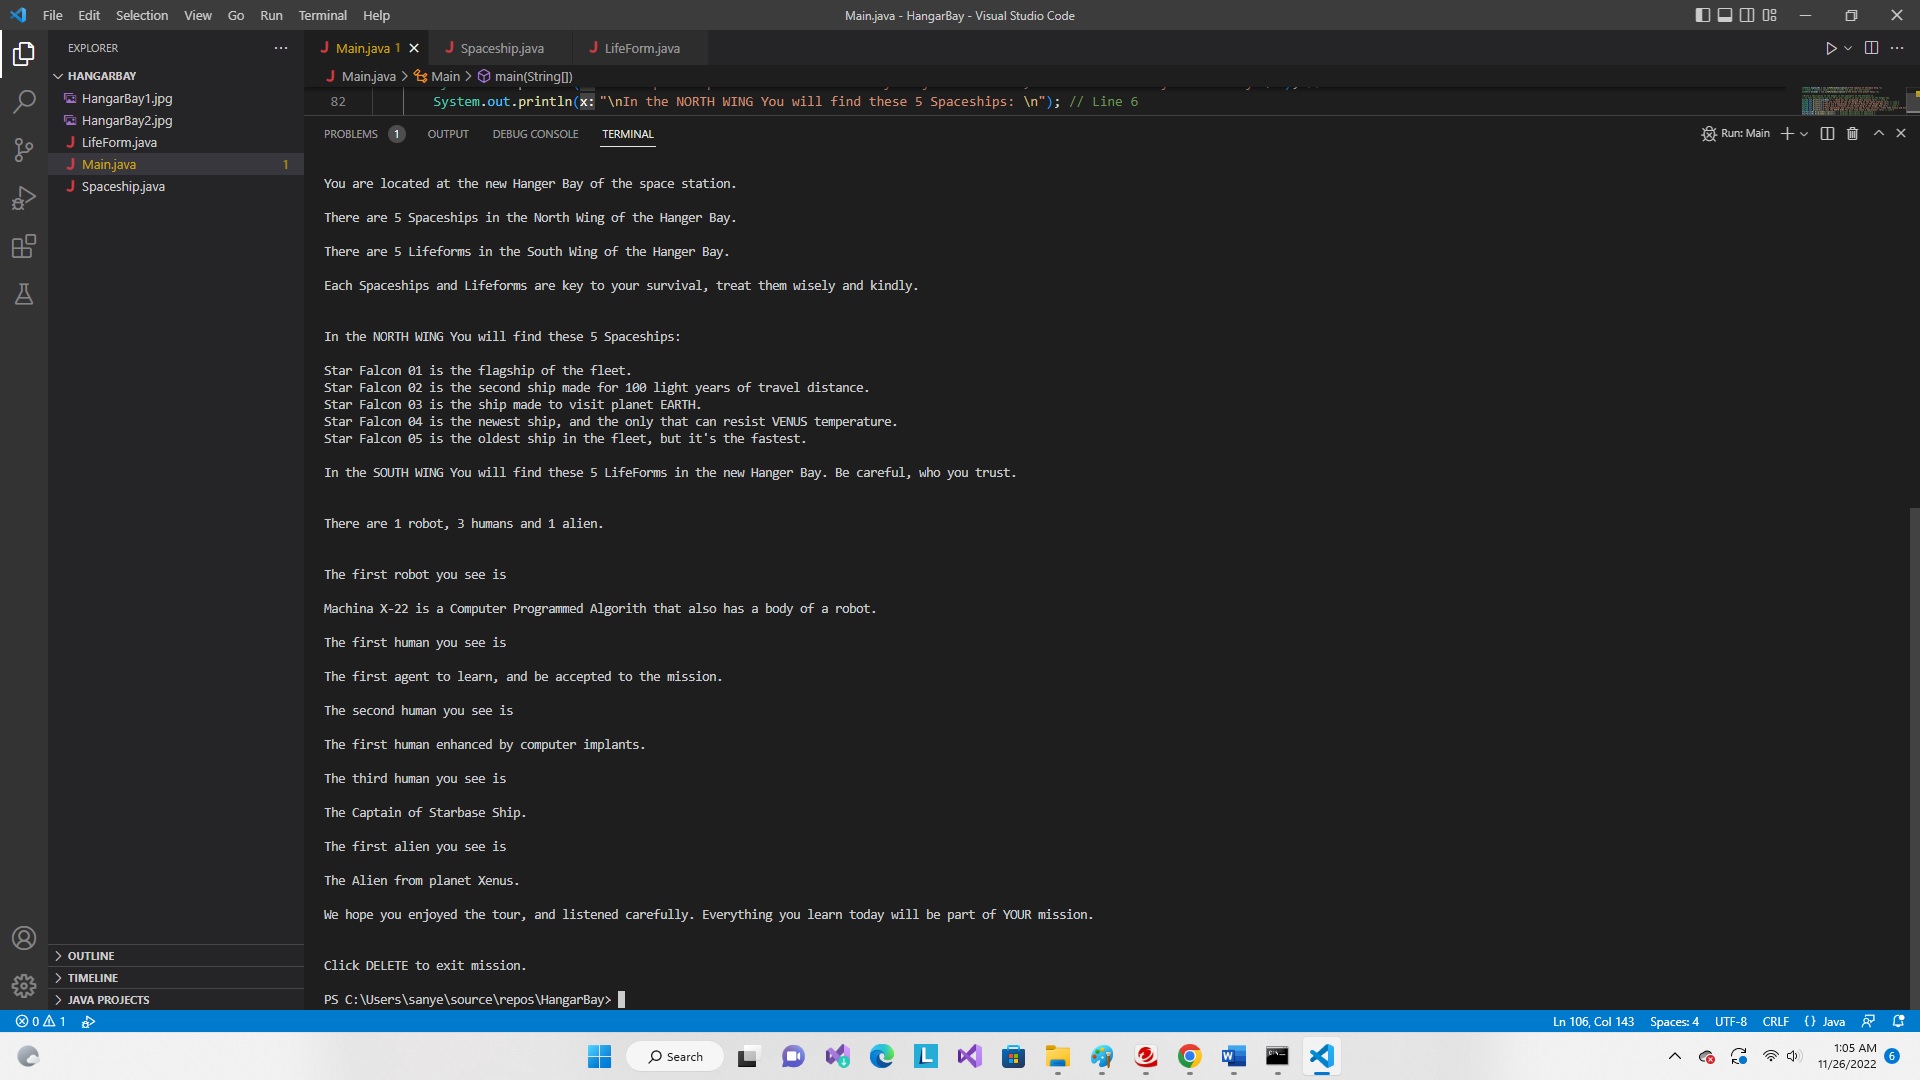 File Edit Selection View Go Run Terminal Help
Main.java - HangarBay - Visual Studio Code
EXPLORER
HANGARBAY
HangarBay1.jpg
HangarBay2.jpg
LifeForm.java
Main.java 1
Spaceship.java
OUTLINE
TIMELINE
JAVA PROJECTS
Main.java 1 Spaceship.java LifeForm.java
Main.java > Main > main(String[])
82 System.out.println(x: "\nIn the NORTH WING You will find these 5 Spaceships: \n"); // Line 6
PROBLEMS 1 OUTPUT DEBUG CONSOLE TERMINAL
Run: Main
You are located at the new Hanger Bay of the space station.
There are 5 Spaceships in the North Wing of the Hanger Bay.
There are 5 Lifeforms in the South Wing of the Hanger Bay.
Each Spaceships and Lifeforms are key to your survival, treat them wisely and kindly.
In the NORTH WING You will find these 5 Spaceships:
Star Falcon 01 is the flagship of the fleet.
Star Falcon 02 is the second ship made for 100 light years of travel distance.
Star Falcon 03 is the ship made to visit planet EARTH.
Star Falcon 04 is the newest ship, and the only that can resist VENUS temperature.
Star Falcon 05 is the oldest ship in the fleet, but it's the fastest.
In the SOUTH WING You will find these 5 LifeForms in the new Hanger Bay. Be careful, who you trust.
There are 1 robot, 3 humans and 1 alien.
The first robot you see is
Machina X-22 is a Computer Programmed Algorith that also has a body of a robot.
The first human you see is
The first agent to learn, and be accepted to the mission.
The second human you see is
The first human enhanced by computer implants.
The third human you see is
The Captain of Starbase Ship.
The first alien you see is
The Alien from planet Xenus.
We hope you enjoyed the tour, and listened carefully. Everything you learn today will be part of YOUR mission.
Click DELETE to exit mission.
PS C:\Users\sanye\source\repos\HangarBay>
0 1
Ln 106, Col 143 Spaces: 4 UTF-8 CRLF {} Java
Search
1:05 AM
11/26/2022
6